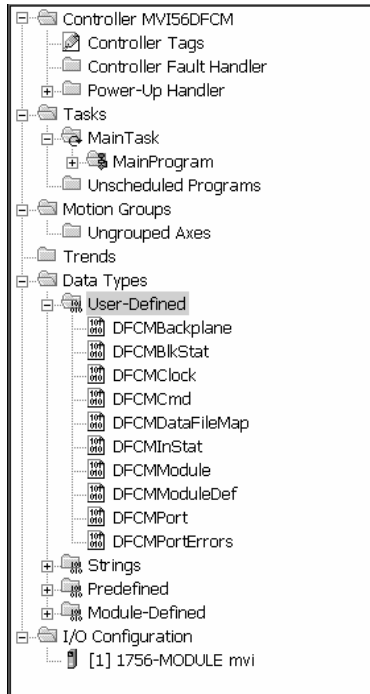 Controller MVI56DFCM
Controller Tags
Controller Fault Handler
Power-Up Handler
Tasks
MainTask
MainProgram
Unscheduled Programs
Motion Groups
Ungrouped Axes
Trends
Data Types
User-Defined
DFCMBackplane
DFCMBlkStat
DFCMClock
DFCMCmd
DFCMDataFileMap
DFCMInStat
DFCMModule
DFCMModuleDef
DFCMPort
DFCMPortErrors
Strings
Predefined
Module-Defined
I/O Configuration
[1] 1756-MODULE mvi